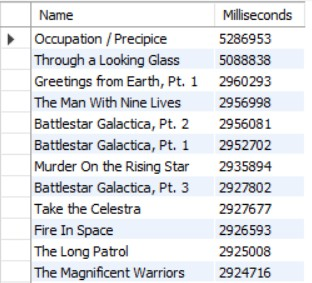 Name Milliseconds
Occupation / Precipice 5286953
Through a Looking Glass 5088838
Greetings from Earth, Pt. 1 2960293
The Man With Nine Lives 2956998
Battlestar Galactica, Pt. 2 2956081
Battlestar Galactica, Pt. 1 2952702
Murder On the Rising Star 2935894
Battlestar Galactica, Pt. 3 2927802
Take the Celestra 2927677
Fire In Space 2926593
The Long Patrol 2925008
The Magnificent Warriors 2924716